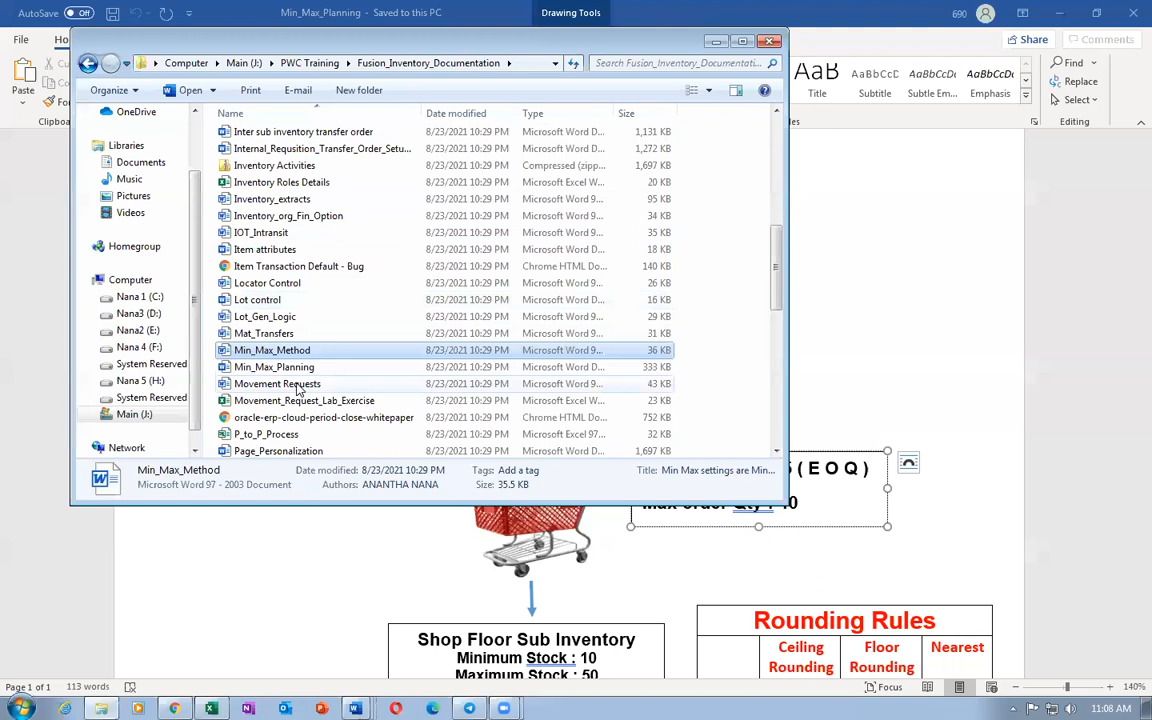 AutoSave Off Min_Max_Planning - Saved to this PC Drawing Tools 690
File Ho Share Comments
Paste Find
Fo AaBb Subtitle Subtle Em... Emphasis Replace
Title Select
Clipb Editing
Computer Main (J:) PWC Training Fusion_Inventory_Documentation Search Fusion_Inventory_Documentati...
Organize Open Print E-mail New folder
Name Date modified Type Size
OneDrive
Libraries
Documents
Music
Pictures
Videos
Homegroup
Computer
Nana 1 (C:)
Nana3 (D:)
Nana2 (E:)
Nana 4 (F:)
System Reserved
Nana 5 (H:)
System Reserved
Main (J:)
Network
Inter sub inventory transfer order 8/23/2021 10:29 PM Microsoft Word D... 1,131 KB
Internal_Requsition_Transfer_Order_Setu... 8/23/2021 10:29 PM Microsoft Word D... 1,272 KB
Inventory Activities 8/23/2021 10:29 PM Compressed (zipp... 1,697 KB
Inventory Roles Details 8/23/2021 10:29 PM Microsoft Excel W... 20 KB
Inventory_extracts 8/23/2021 10:29 PM Microsoft Word 9... 95 KB
Inventory_org_Fin_Option 8/23/2021 10:29 PM Microsoft Word 9... 34 KB
IOT_Intransit 8/23/2021 10:29 PM Microsoft Word 9... 35 KB
Item attributes 8/23/2021 10:29 PM Microsoft Word D... 18 KB
Item Transaction Default - Bug 8/23/2021 10:29 PM Chrome HTML Do... 140 KB
Locator Control 8/23/2021 10:29 PM Microsoft Word 9... 26 KB
Lot control 8/23/2021 10:29 PM Microsoft Word D... 16 KB
Lot_Gen_Logic 8/23/2021 10:29 PM Microsoft Word 9... 29 KB
Mat_Transfers 8/23/2021 10:29 PM Microsoft Word 9... 31 KB
Min_Max_Method 8/23/2021 10:29 PM Microsoft Word 9... 36 KB
Min_Max_Planning 8/23/2021 10:29 PM Microsoft Word D... 333 KB
Movement Requests 8/23/2021 10:29 PM Microsoft Word 9... 43 KB
Movement_Request_Lab_Exercise 8/23/2021 10:29 PM Microsoft Excel W... 23 KB
oracle-erp-cloud-period-close-whitepaper 8/23/2021 10:29 PM Chrome HTML Do... 752 KB
P_to_P_Process 8/23/2021 10:29 PM Microsoft Excel 97... 32 KB
Page_Personalization 8/23/2021 10:29 PM Microsoft Word D... 1,697 KB
Min_Max_Method Date modified: 8/23/2021 10:29 PM Tags: Add a tag Title: Min Max settings are Min...
Microsoft Word 97 - 2003 Document Authors: ANANTHA NANA Size: 35.5 KB
(EOQ)
Max order Qty : 10
Shop Floor Sub Inventory
Minimum Stock : 10
Maximum Stock : 50
Rounding Rules
Ceiling Rounding Floor Rounding Nearest
Page 1 of 1 113 words Focus 140%
11:08 AM